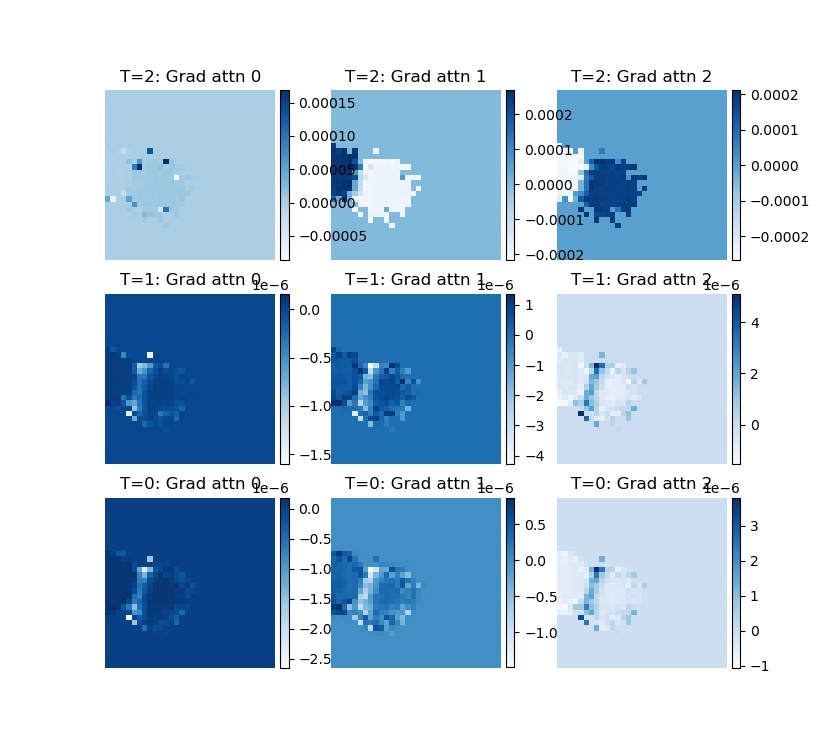 T=2: Grad attn 0
0.00015
0.00010
0.00005
0.00000
−0.00005
T=2: Grad attn 1
0.0002
0.0001
0.0000
−0.0001
−0.0002
T=2: Grad attn 2
0.0002
0.0001
0.0000
−0.0001
−0.0002
T=1: Grad attn 0
1e−6
0.0
−0.5
−1.0
−1.5
T=1: Grad attn 1
1e−6
1
0
−1
−2
−3
−4
T=1: Grad attn 2
1e−6
4
2
0
T=0: Grad attn 0
1e−6
0.0
−0.5
−1.0
−1.5
−2.0
−2.5
T=0: Grad attn 1
1e−6
0.5
0.0
−0.5
−1.0
T=0: Grad attn 2
1e−6
3
2
1
0
−1